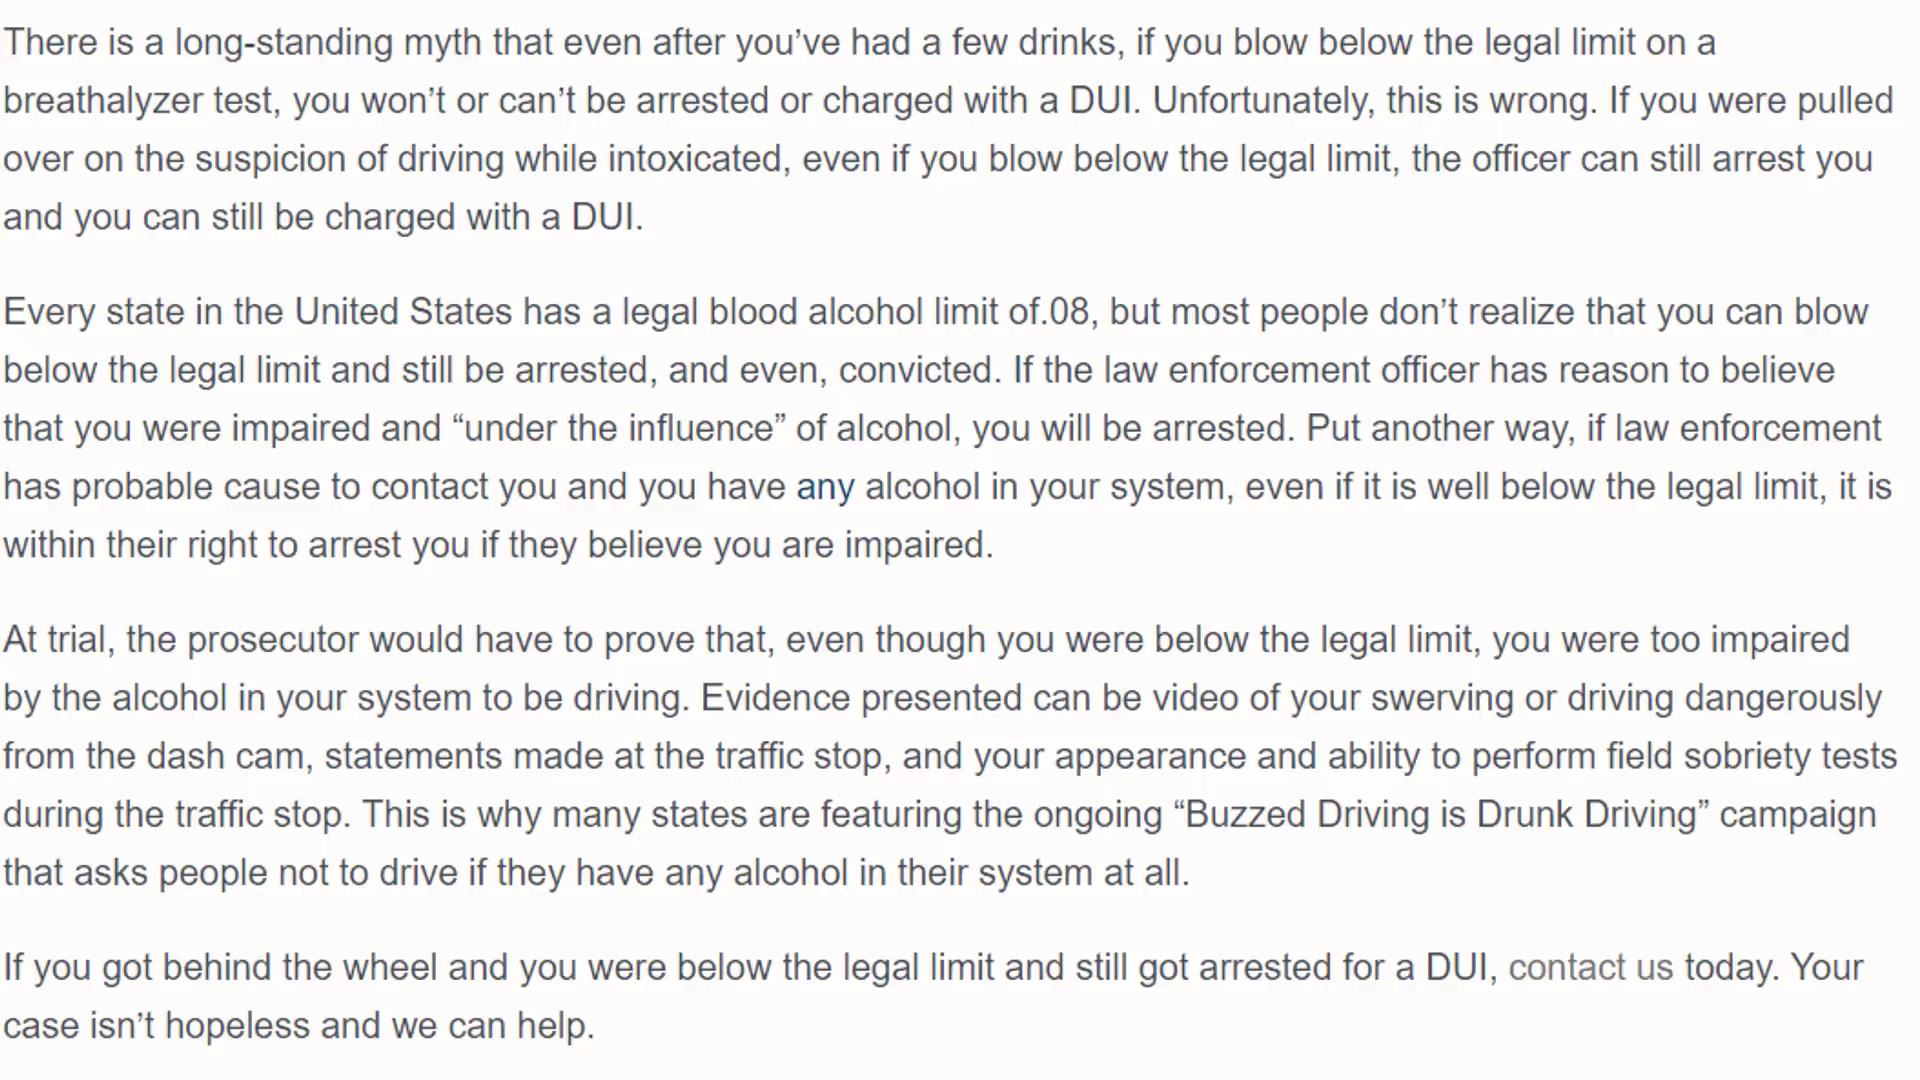 There is a long-standing myth that even after you’ve had a few drinks, if you blow below the legal limit on a
breathalyzer test, you won’t or can’t be arrested or charged with a DUI. Unfortunately, this is wrong. If you were pulled
over on the suspicion of driving while intoxicated, even if you blow below the legal limit, the officer can still arrest you
and you can still be charged with a DUI.
Every state in the United States has a legal blood alcohol limit of.08, but most people don’t realize that you can blow
below the legal limit and still be arrested, and even, convicted. If the law enforcement officer has reason to believe
that you were impaired and “under the influence” of alcohol, you will be arrested. Put another way, if law enforcement
has probable cause to contact you and you have any alcohol in your system, even if it is well below the legal limit, it is
within their right to arrest you if they believe you are impaired.
At trial, the prosecutor would have to prove that, even though you were below the legal limit, you were too impaired
by the alcohol in your system to be driving. Evidence presented can be video of your swerving or driving dangerously
from the dash cam, statements made at the traffic stop, and your appearance and ability to perform field sobriety tests
during the traffic stop. This is why many states are featuring the ongoing “Buzzed Driving is Drunk Driving” campaign
that asks people not to drive if they have any alcohol in their system at all.
If you got behind the wheel and you were below the legal limit and still got arrested for a DUI, contact us today. Your
case isn’t hopeless and we can help.